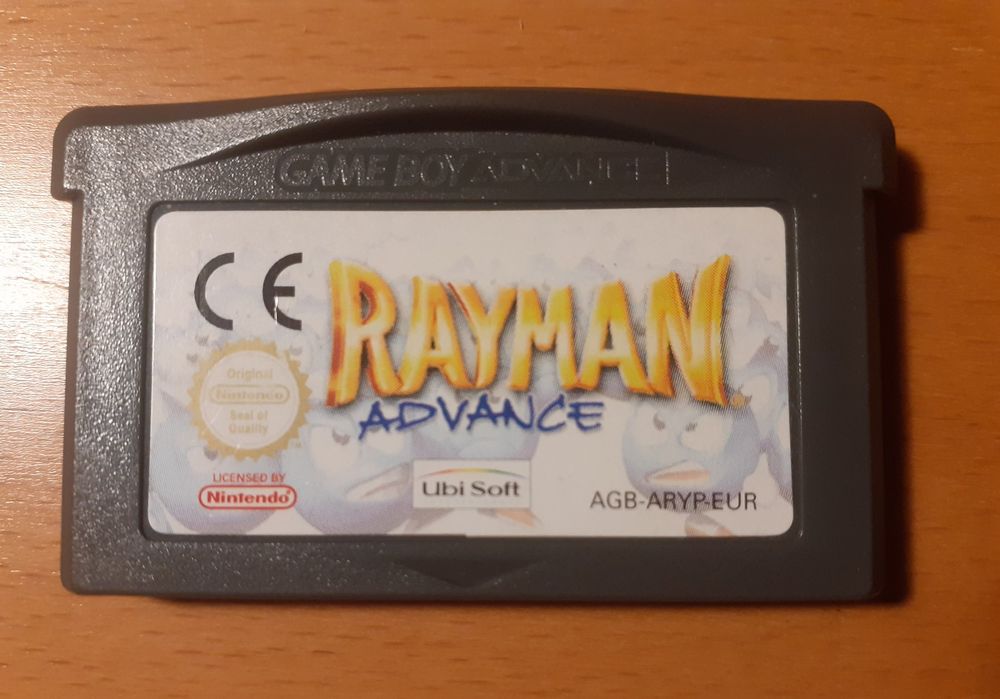 GAME BOY ADVANCE
CE
RAYMAN
ADVANCE
Original
Nintendo
Seal of
Quality
TM
LICENSED BY
Nintendo®
Ubi Soft
AGB-ARYP-EUR